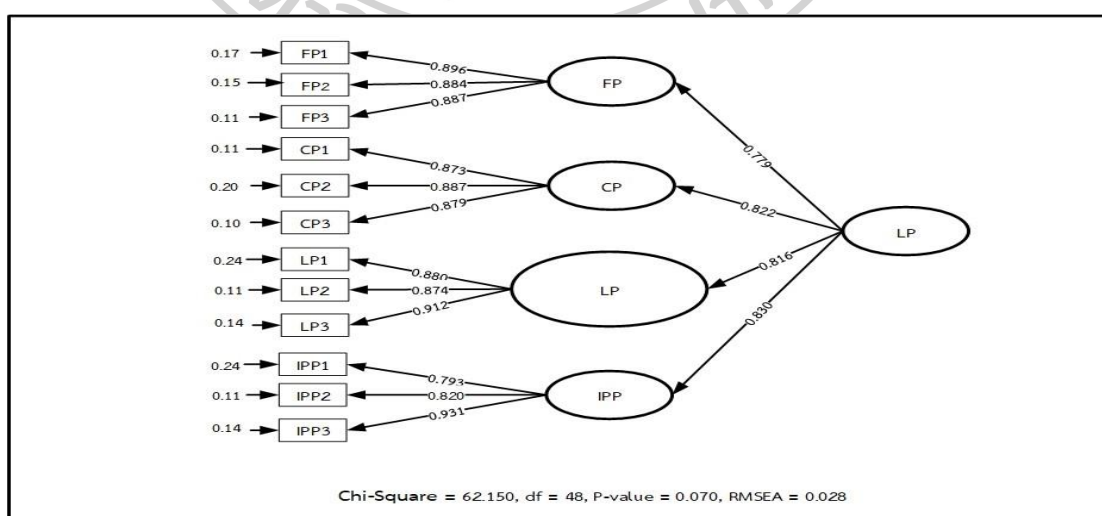 0.17 FP1
0.896
0.15 FP2
0.884
FP
0.11 FP3
0.887
0.11 CP1
0.873
0.20 CP2
0.887
CP
0.10 CP3
0.879
0.24 LP1
0.880
0.11 LP2
0.874
LP
0.14 LP3
0.912
0.24 IPP1
0.793
0.11 IPP2
0.820
IPP
0.14 IPP3
0.931
0.779
0.822
0.816
0.830
LP
Chi-Square = 62.150, df = 48, P-value = 0.070, RMSEA = 0.028